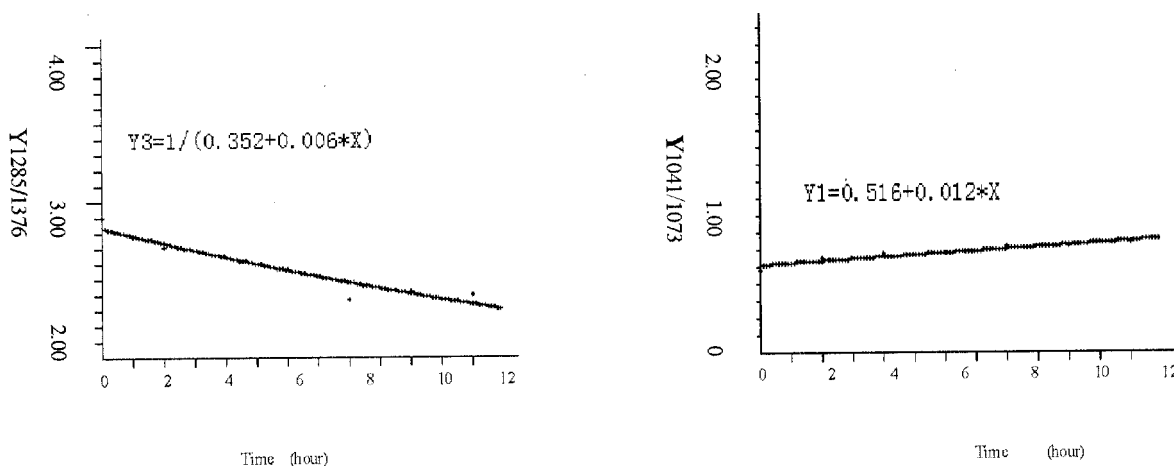 4.00
3.00
2.00
Y1285/1376
Y3=1/(0.352+0.006*X)
0 2 4 6 8 10 12
Time (hour)
2.00
1.00
0
Y1041/1073
Y1=0.516+0.012*X
0 2 4 6 8 10 12
Time (hour)